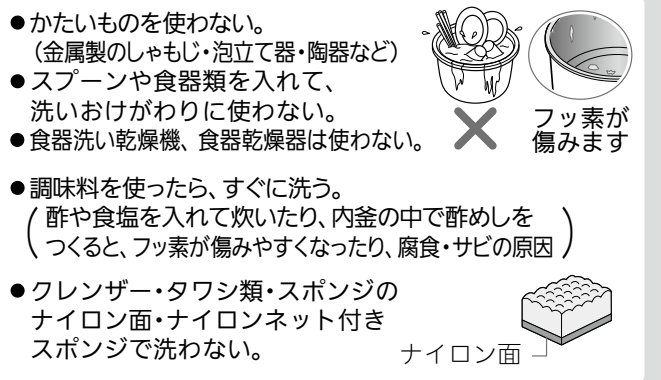 ●かたいものを使わない。
（金属製のしゃもじ・泡立て器・陶器など）
●スプーンや食器類を入れて、
洗いおけがわりに使わない。
●食器洗い乾燥機、食器乾燥器は使わない。
フッ素が
傷みます
●調味料を使ったら、すぐに洗う。
（酢や食塩を入れて炊いたり、内釜の中で酢めしを
つくると、フッ素が傷みやすくなったり、腐食・サビの原因）
●クレンザー・タワシ類・スポンジの
ナイロン面・ナイロンネット付き
スポンジで洗わない。
ナイロン面